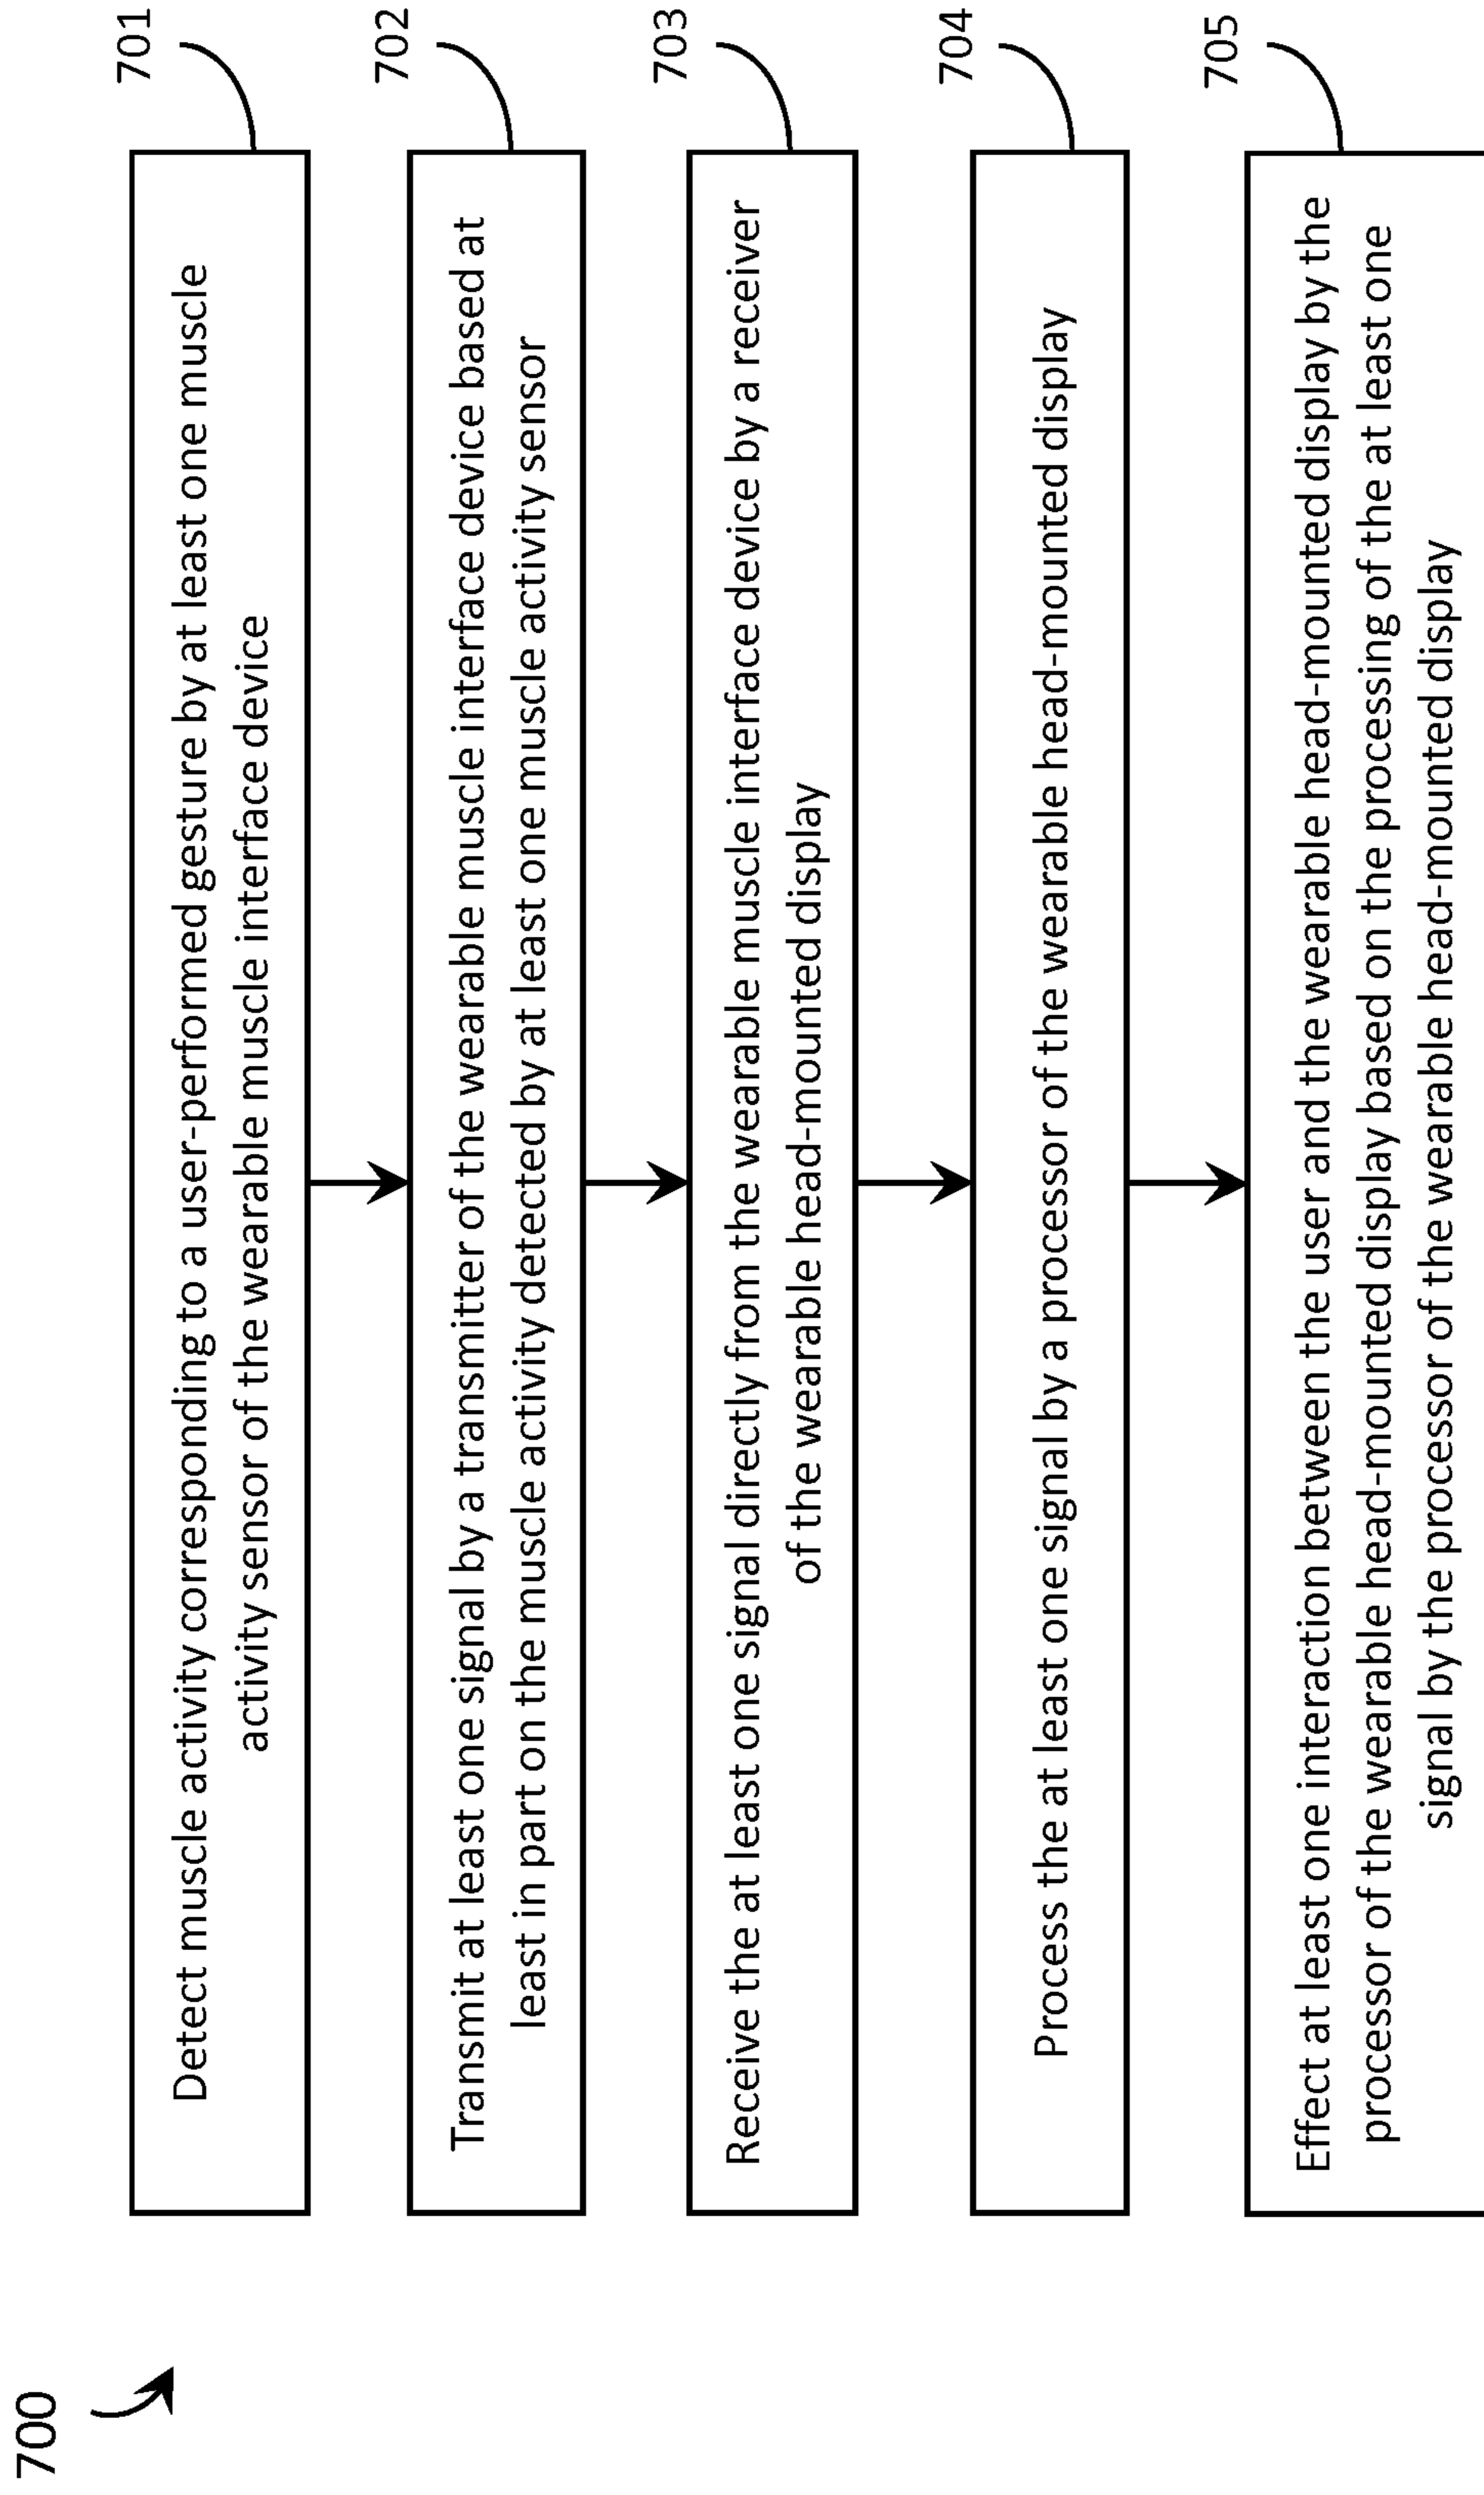 700
701
Detect muscle activity corresponding to a user-performed gesture by at least one muscle
activity sensor of the wearable muscle interface device
702
Transmit at least one signal by a transmitter of the wearable muscle interface device based at
least in part on the muscle activity detected by at least one muscle activity sensor
703
Receive the at least one signal directly from the wearable muscle interface device by a receiver
of the wearable head-mounted display
704
Process the at least one signal by a processor of the wearable head-mounted display
705
Effect at least one interaction between the user and the wearable head-mounted display by the
processor of the wearable head-mounted display based on the processing of the at least one
signal by the processor of the wearable head-mounted display